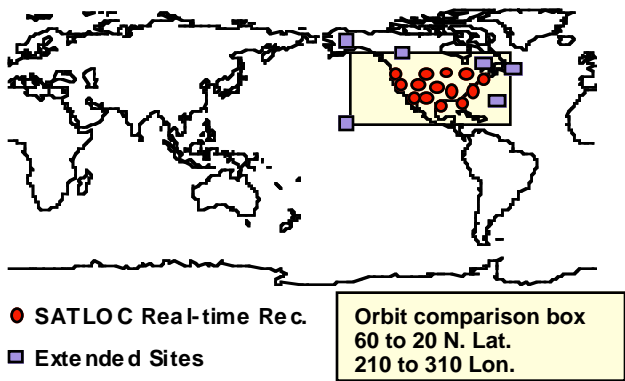 SATLOC Real-time Rec.
Extended Sites
Orbit comparison box
60 to 20 N. Lat.
210 to 310 Lon.